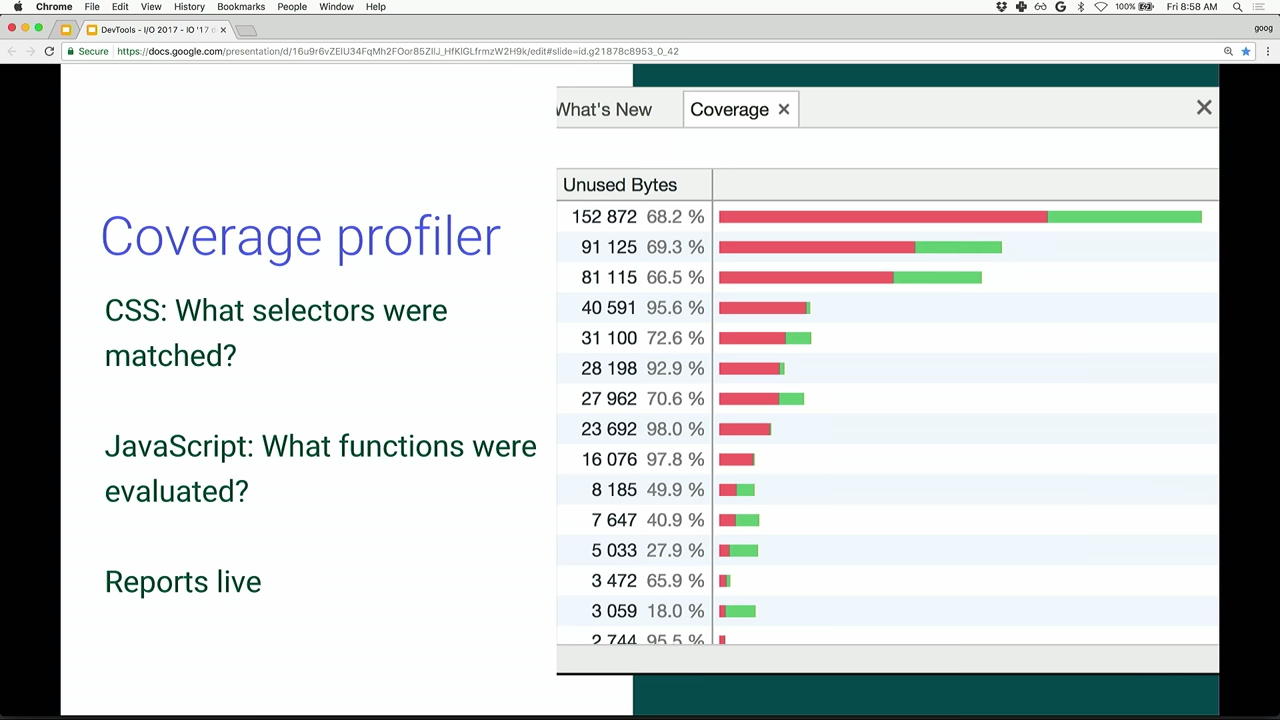 Chrome File Edit View History Bookmarks People Window Help 100% Fri 8:58 AM
DevTools - I/O 2017 - IO '17 d goog
Secure https://docs.google.com/presentation/d/16u9r6vZEIU34FqMh2FOor85ZIIJ_HfKIGLfrmzW2H9k/edit#slide=id.g21878c8953_0_42
What's New Coverage
Unused Bytes
152 872 68.2 %
91 125 69.3 %
81 115 66.5 %
40 591 95.6 %
31 100 72.6 %
28 198 92.9 %
27 962 70.6 %
23 692 98.0 %
16 076 97.8 %
8 185 49.9 %
7 647 40.9 %
5 033 27.9 %
3 472 65.9 %
3 059 18.0 %
2 744 95.5 %
Coverage profiler
CSS: What selectors were
matched?
JavaScript: What functions were
evaluated?
Reports live